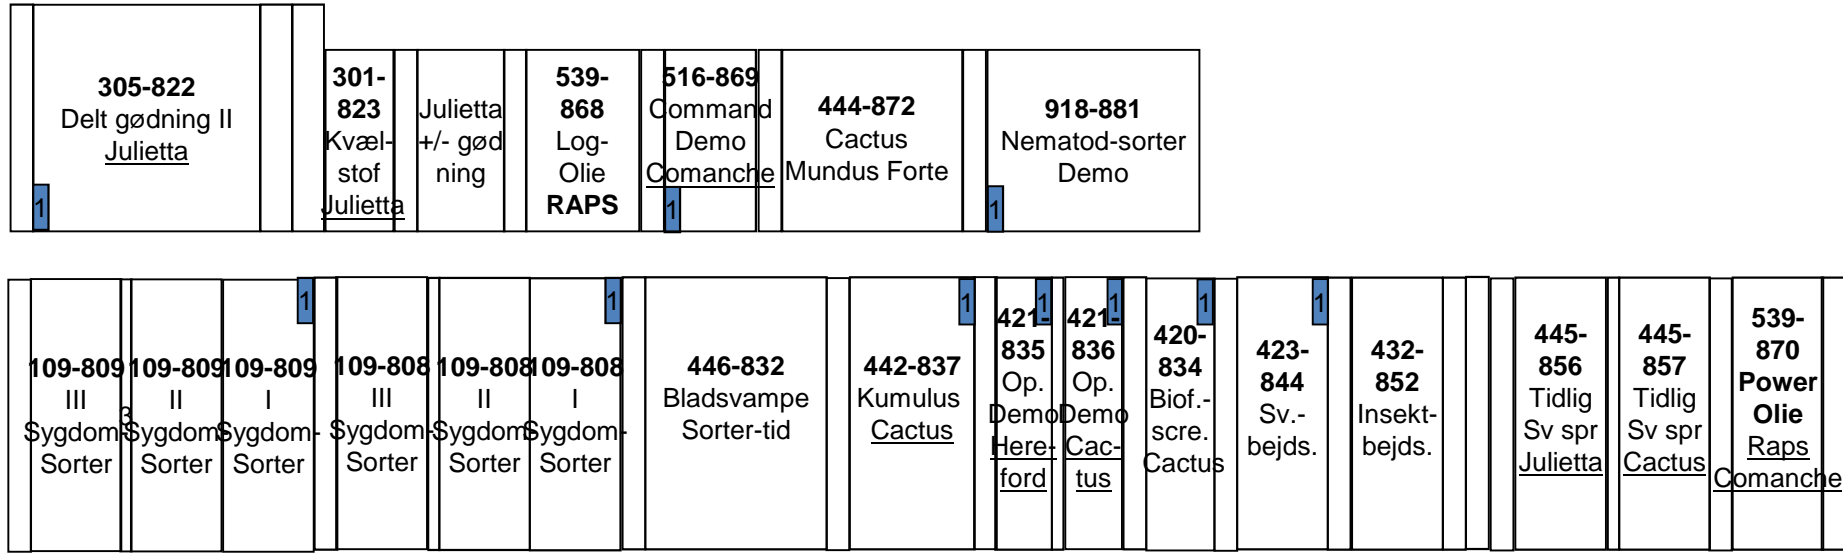 305-822
Delt gødning II
Julietta
1
301-
823
Kvæl-
stof
Julietta
Julietta
+/- gød
ning
539-
868
Log-
Olie
RAPS
516-869
Command
Demo
Comanche
1
444-872
Cactus
Mundus Forte
918-881
Nematod-sorter
Demo
1
109-809
III
Sygdom-
Sorter
3
109-809
II
Sygdom-
Sorter
109-809
I
Sygdom-
Sorter
1
109-808
III
Sygdom-
Sorter
109-808
II
Sygdom-
Sorter
109-808
I
Sygdom-
Sorter
1
446-832
Bladsvampe
Sorter-tid
442-837
Kumulus
Cactus
1
421-
835
Op.
Demo
Here-
ford
1
421-
836
Op.
Demo
Cac-
tus
1
420-
834
Biof.-
scre.
Cactus
1
423-
844
Sv.-
bejds.
1
432-
852
Insekt-
bejds.
445-
856
Tidlig
Sv spr
Julietta
445-
857
Tidlig
Sv spr
Cactus
539-
870
Power
Olie
Raps
Comanche